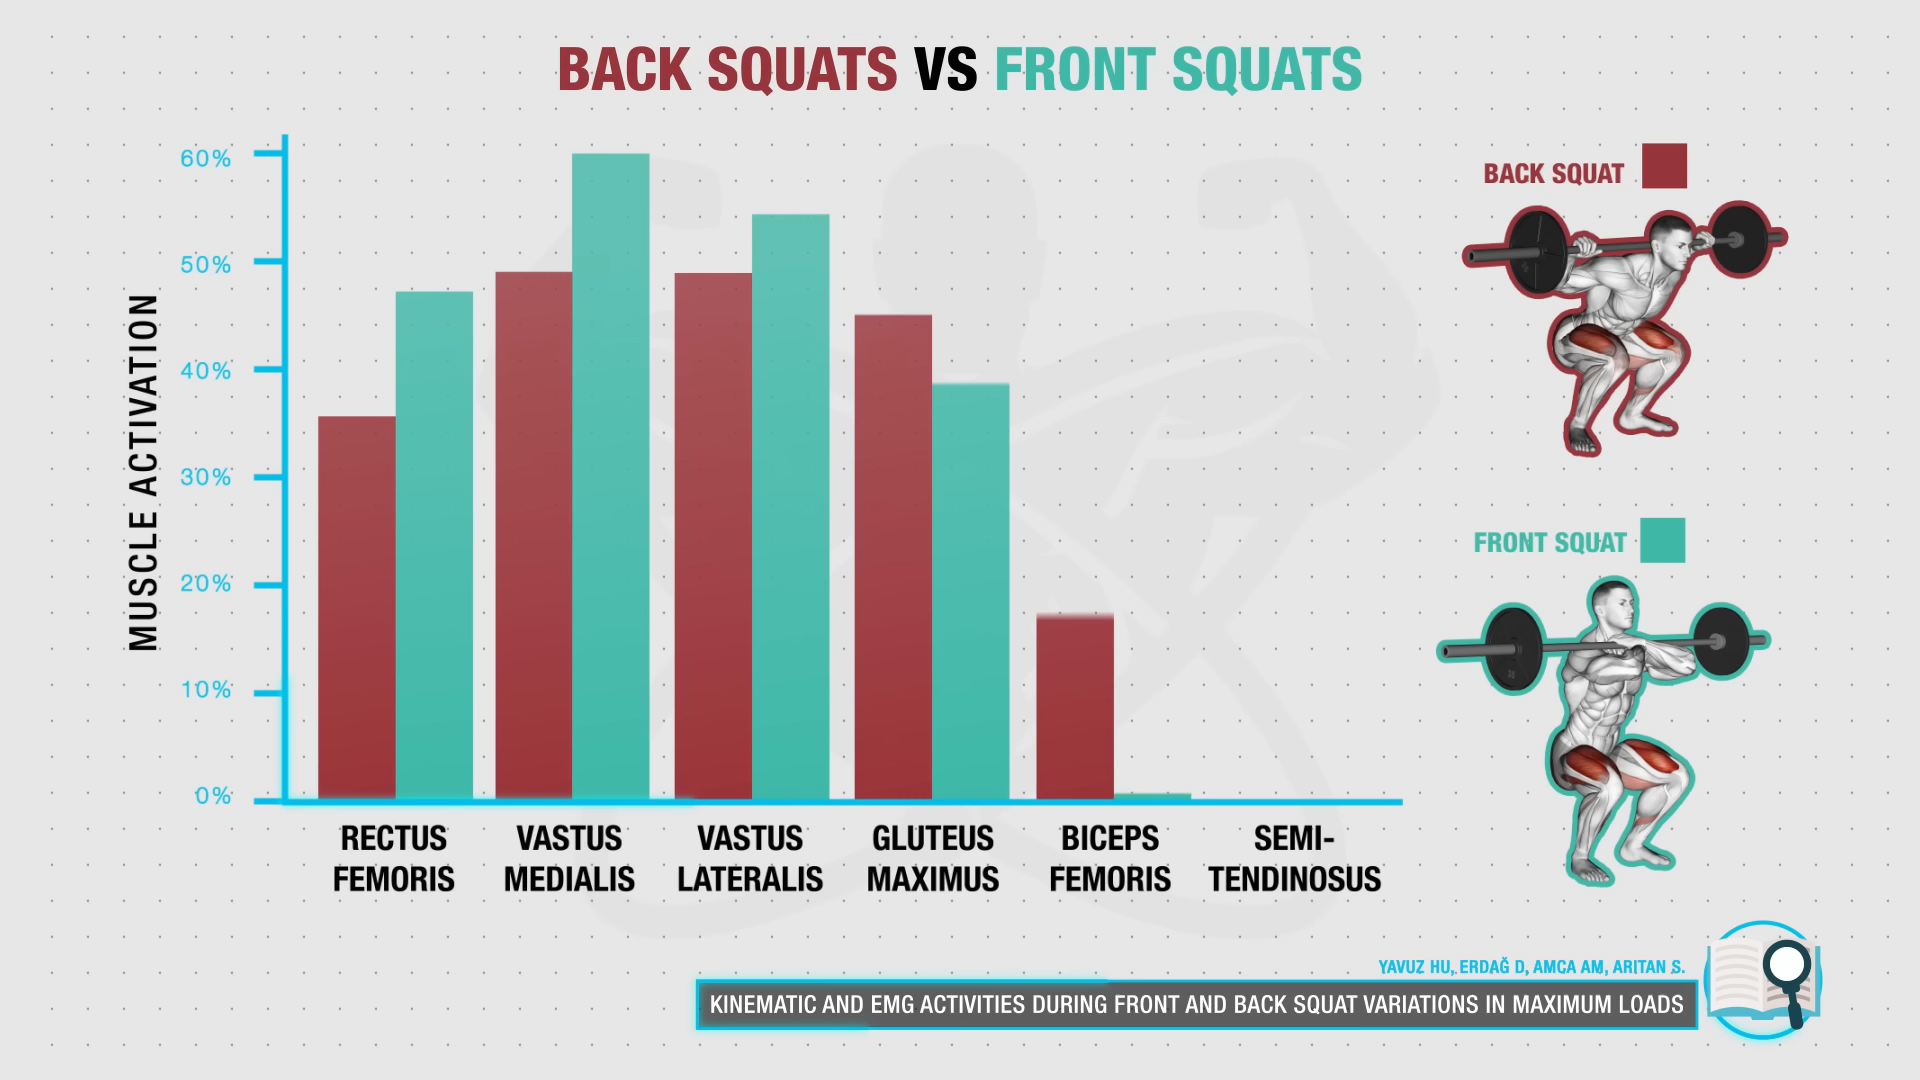 BACK SQUATS VS FRONT SQUATS
MUSCLE ACTIVATION
60%
50%
40%
30%
20%
10%
0%
RECTUS
FEMORIS
VASTUS
MEDIALIS
VASTUS
LATERALIS
GLUTEUS
MAXIMUS
BICEPS
FEMORIS
SEMI-
TENDINOSUS
BACK SQUAT
FRONT SQUAT
YAVUZ HU, ERDAĞ D, AMCA AM, ARITAN S.
KINEMATIC AND EMG ACTIVITIES DURING FRONT AND BACK SQUAT VARIATIONS IN MAXIMUM LOADS